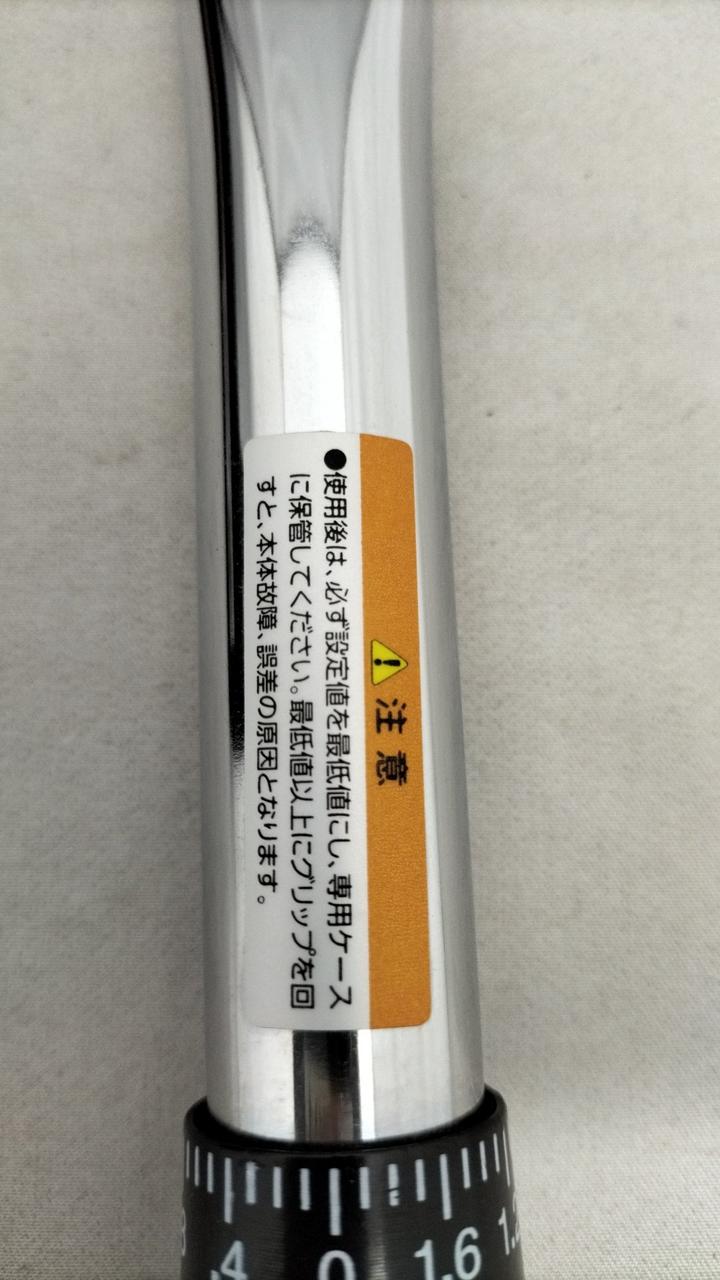 注意
●使用後は、必ず設定値を最低値にし、専用ケース
に保管してください。最低値以上にグリップを回
すと、本体故障、誤差の原因となります。
.4 0 1.6 1.2